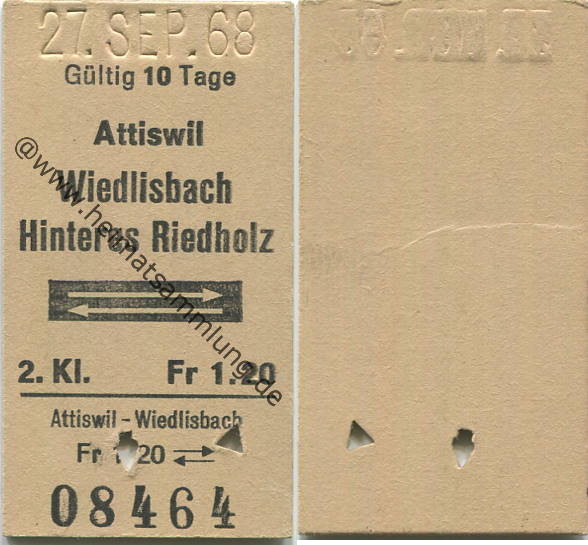 27. SEP. 68
Gültig 10 Tage
Attiswil
Wiedlisbach
Hinteres Riedholz
2. Kl. Fr 1.20
Attiswil - Wiedlisbach
Fr 1.20
08464
@www.heimatsammlung.de